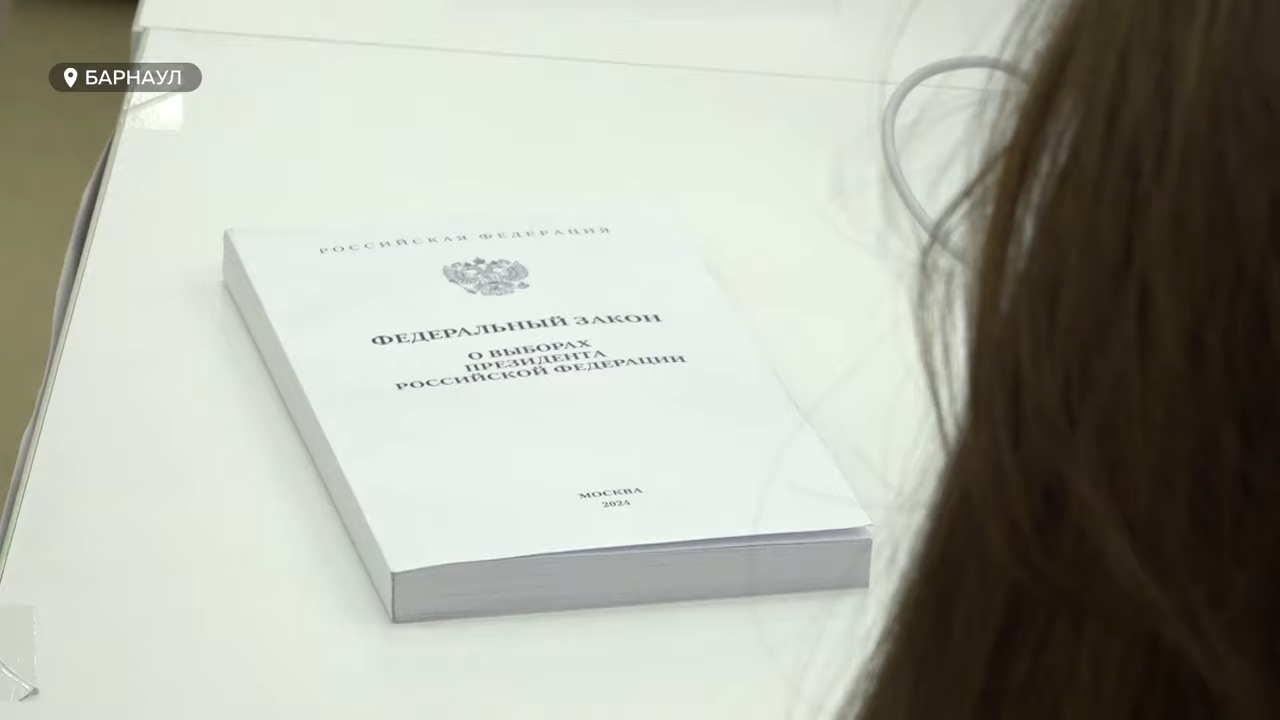 БАРНАУЛ
РОССИЙСКАЯ ФЕДЕРАЦИЯ
ФЕДЕРАЛЬНЫЙ ЗАКОН
О ВЫБОРАХ
ПРЕЗИДЕНТА
РОССИЙСКОЙ ФЕДЕРАЦИИ
МОСКВА
2024